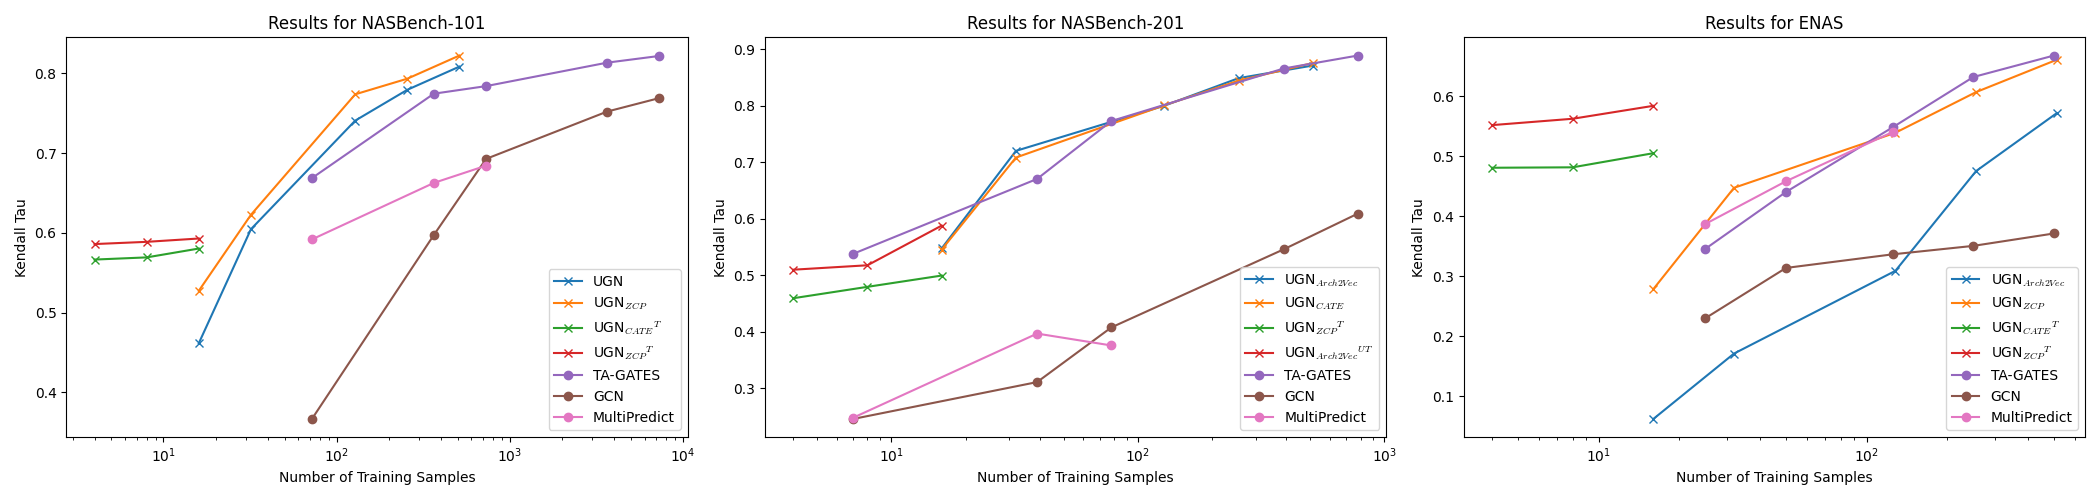 Results for NASBench-101
Kendall Tau
0.8
0.7
0.6
0.5
0.4
10¹
10²
10³
10⁴
Number of Training Samples
UGN
UGN_ZCP
UGN_CATE^T
UGN_ZCP^T
TA-GATES
GCN
MultiPredict
Results for NASBench-201
Kendall Tau
0.9
0.8
0.7
0.6
0.5
0.4
0.3
10¹
10²
10³
Number of Training Samples
UGN_Arch2Vec
UGN_CATE
UGN_ZCP^T
UGN_Arch2Vec^UT
TA-GATES
GCN
MultiPredict
Results for ENAS
Kendall Tau
0.6
0.5
0.4
0.3
0.2
0.1
10¹
10²
Number of Training Samples
UGN_Arch2Vec
UGN_ZCP
UGN_CATE^T
UGN_ZCP^T
TA-GATES
GCN
MultiPredict